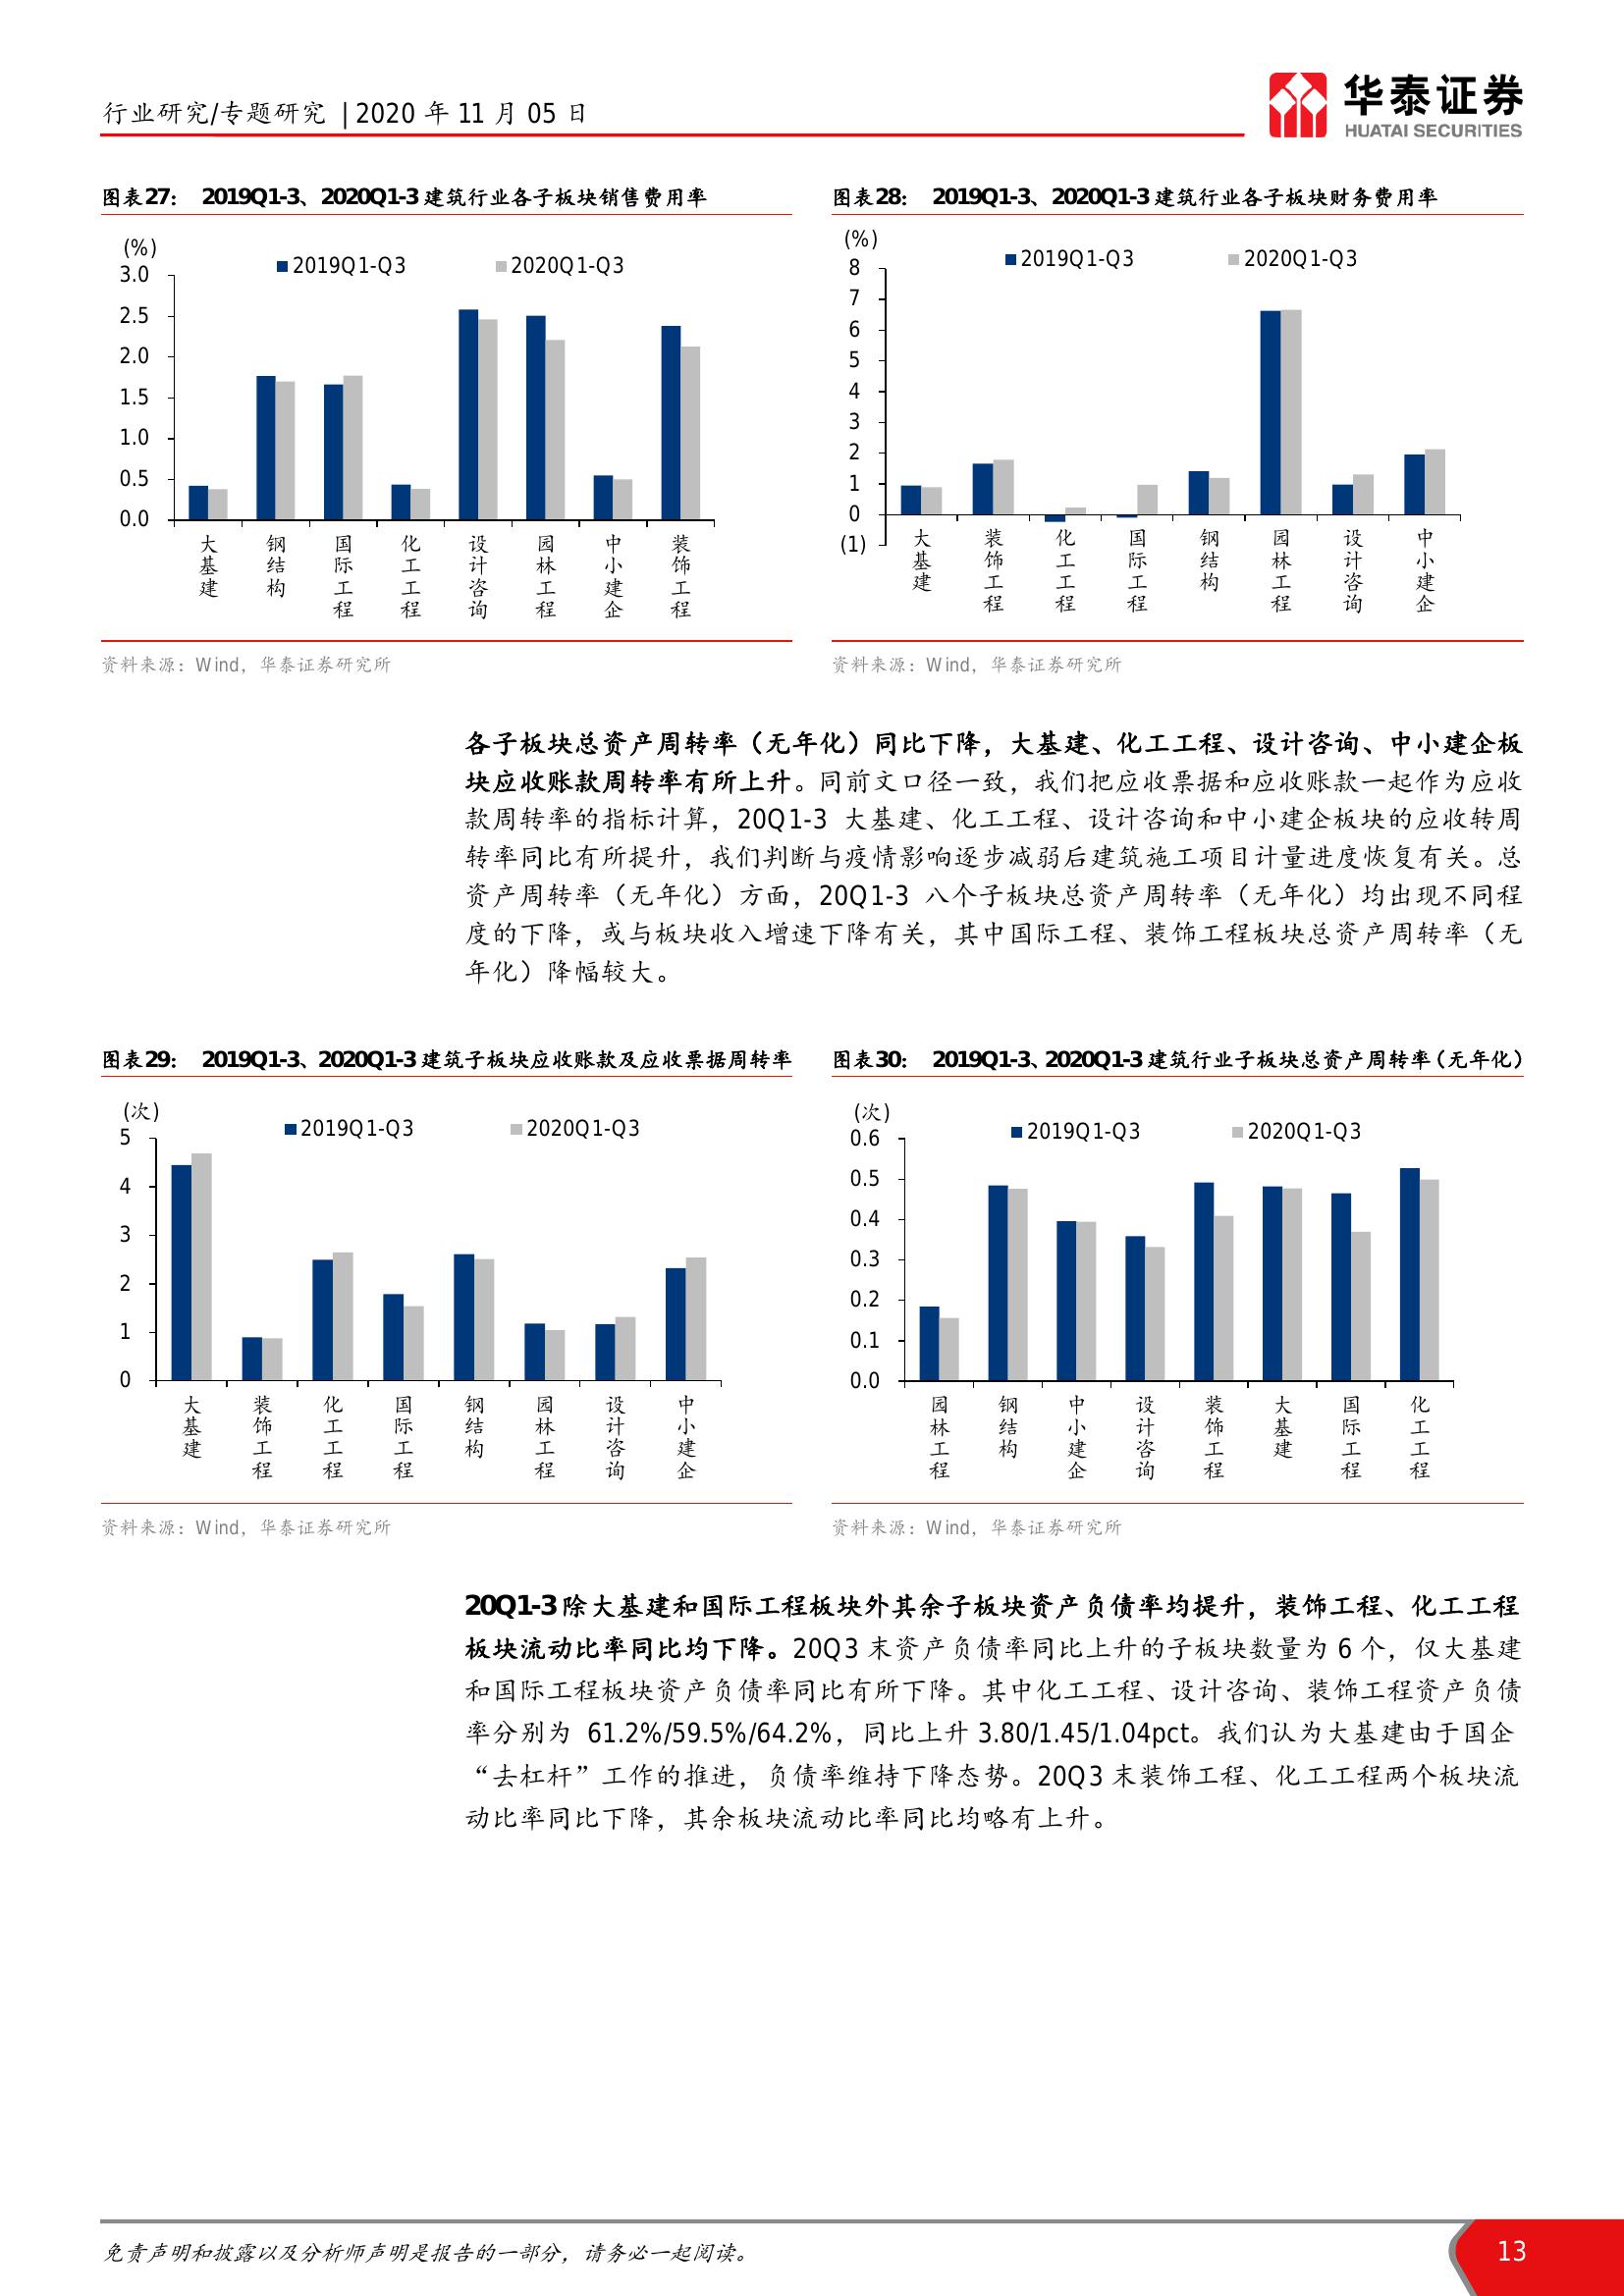 行业研究/专题研究 | 2020 年 11 月 05 日
华泰证券
HUATAI SECURITIES
图表27： 2019Q1-3、2020Q1-3 建筑行业各子板块销售费用率
(%)
2019Q1-Q3 2020Q1-Q3
3.0
2.5
2.0
1.5
1.0
0.5
0.0
大基建 钢结构 国际工程 化工工程 设计咨询 园林工程 中小建企 装饰工程
资料来源：Wind，华泰证券研究所
图表28： 2019Q1-3、2020Q1-3 建筑行业各子板块财务费用率
(%)
2019Q1-Q3 2020Q1-Q3
8
7
6
5
4
3
2
1
0
(1)
大基建 装饰工程 化工工程 国际工程 钢结构 园林工程 设计咨询 中小建企
资料来源：Wind，华泰证券研究所
各子板块总资产周转率（无年化）同比下降，大基建、化工工程、设计咨询、中小建企板
块应收账款周转率有所上升。同前文口径一致，我们把应收票据和应收账款一起作为应收
款周转率的指标计算，20Q1-3 大基建、化工工程、设计咨询和中小建企板块的应收转周
转率同比有所提升，我们判断与疫情影响逐步减弱后建筑施工项目计量进度恢复有关。总
资产周转率（无年化）方面，20Q1-3 八个子板块总资产周转率（无年化）均出现不同程
度的下降，或与板块收入增速下降有关，其中国际工程、装饰工程板块总资产周转率（无
年化）降幅较大。
图表29： 2019Q1-3、2020Q1-3 建筑子板块应收账款及应收票据周转率
(次)
2019Q1-Q3 2020Q1-Q3
5
4
3
2
1
0
大基建 装饰工程 化工工程 国际工程 钢结构 园林工程 设计咨询 中小建企
资料来源：Wind，华泰证券研究所
图表30： 2019Q1-3、2020Q1-3 建筑行业子板块总资产周转率（无年化）
(次)
2019Q1-Q3 2020Q1-Q3
0.6
0.5
0.4
0.3
0.2
0.1
0.0
园林工程 钢结构 中小建企 设计咨询 装饰工程 大基建 国际工程 化工工程
资料来源：Wind，华泰证券研究所
20Q1-3 除大基建和国际工程板块外其余子板块资产负债率均提升，装饰工程、化工工程
板块流动比率同比均下降。20Q3 末资产负债率同比上升的子板块数量为 6 个，仅大基建
和国际工程板块资产负债率同比有所下降。其中化工工程、设计咨询、装饰工程资产负债
率分别为 61.2%/59.5%/64.2%，同比上升 3.80/1.45/1.04pct。我们认为大基建由于国企
“去杠杆”工作的推进，负债率维持下降态势。20Q3 末装饰工程、化工工程两个板块流
动比率同比下降，其余板块流动比率同比均略有上升。
免责声明和披露以及分析师声明是报告的一部分，请务必一起阅读。
13